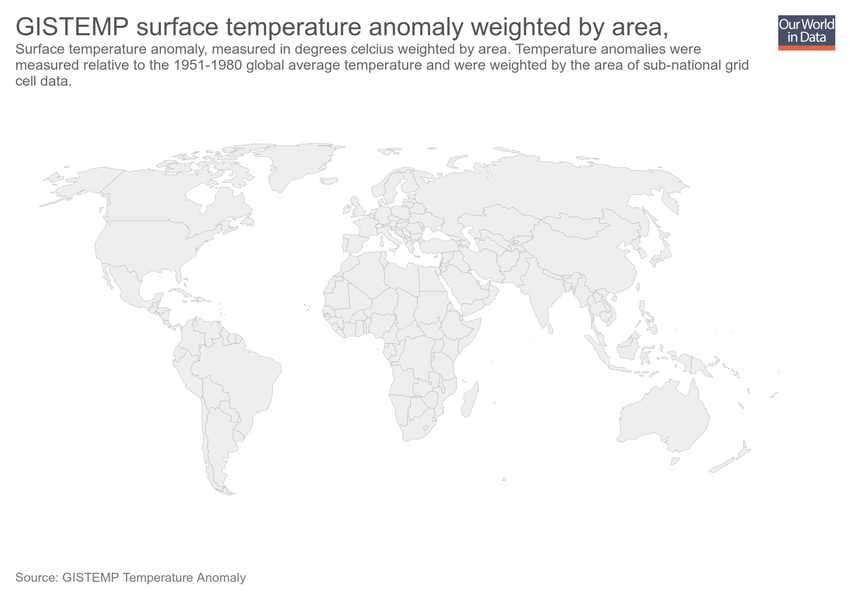 GISTEMP surface temperature anomaly weighted by area,
Our World
in Data
Surface temperature anomaly, measured in degrees celcius weighted by area. Temperature anomalies were
measured relative to the 1951-1980 global average temperature and were weighted by the area of sub-national grid
cell data.
Source: GISTEMP Temperature Anomaly